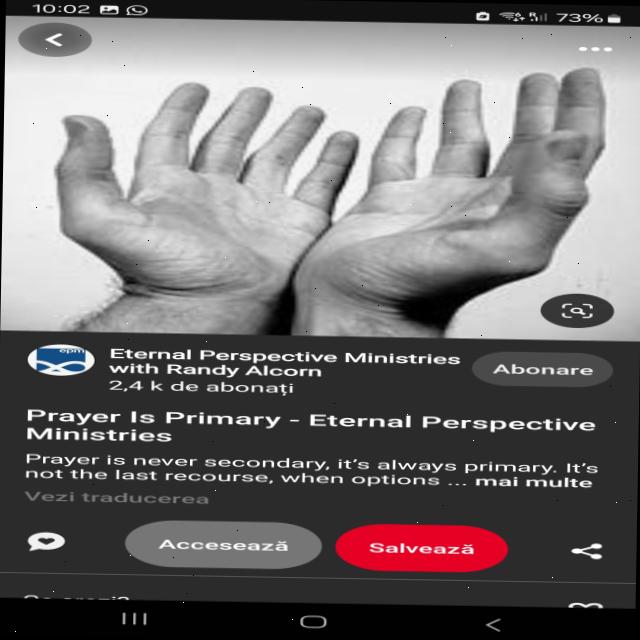 10:02
73%
epm
Eternal Perspective Ministries
with Randy Alcorn
2,4 k de abonați
Abonare
Prayer Is Primary - Eternal Perspective
Ministries
Prayer is never secondary, it's always primary. It's
not the last recourse, when options ... mai multe
Vezi traducerea
Accesează
Salvează